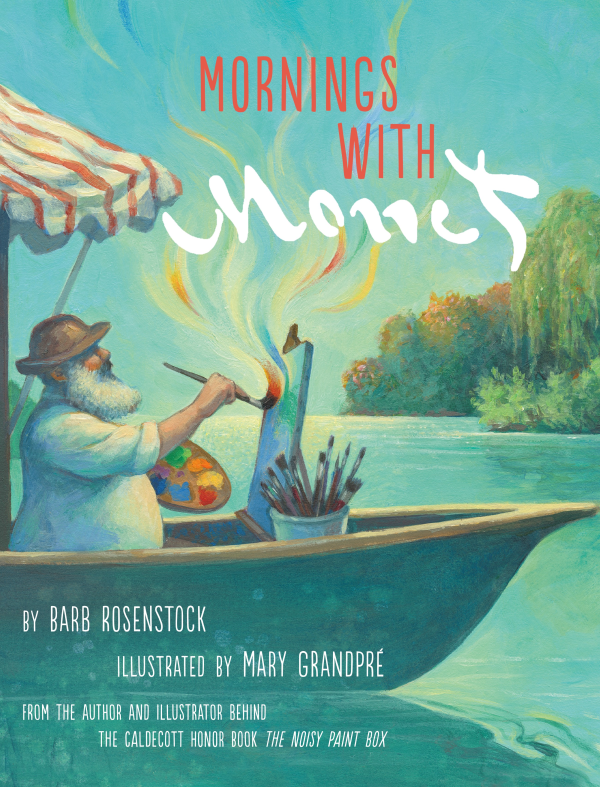 MORNINGS
WITH
Monet
BY BARB ROSENSTOCK
ILLUSTRATED BY MARY GRANDPRÉ
FROM THE AUTHOR AND ILLUSTRATOR BEHIND
THE CALDECOTT HONOR BOOK THE NOISY PAINT BOX